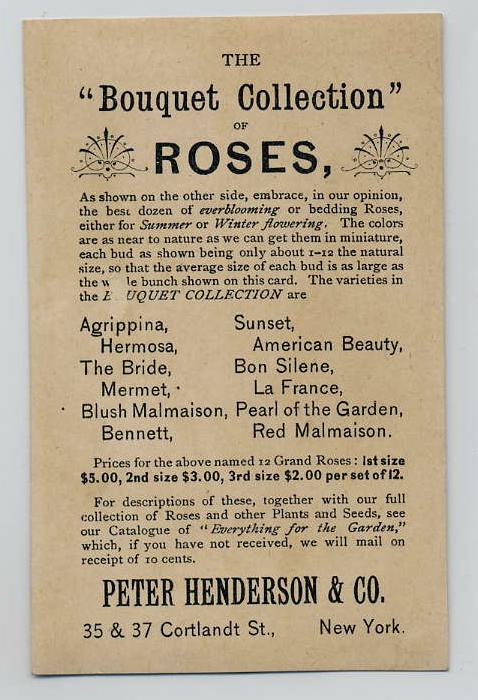 THE
"Bouquet Collection"
OF
ROSES,
As shown on the other side, embrace, in our opinion,
the best dozen of everblooming or bedding Roses,
either for Summer or Winter flowering. The colors
are as near to nature as we can get them in miniature,
each bud as shown being only about 1-12 the natural
size, so that the average size of each bud is as large as
the w le bunch shown on this card. The varieties in
the B UQUET COLLECTION are
Agrippina, Sunset,
Hermosa, American Beauty,
The Bride, Bon Silene,
Mermet, La France,
Blush Malmaison, Pearl of the Garden,
Bennett, Red Malmaison.
Prices for the above named 12 Grand Roses: 1st size
$5.00, 2nd size $3.00, 3rd size $2.00 per set of 12.
For descriptions of these, together with our full
collection of Roses and other Plants and Seeds, see
our Catalogue of "Everything for the Garden,"
which, if you have not received, we will mail on
receipt of 10 cents.
PETER HENDERSON & CO.
35 & 37 Cortlandt St., New York.